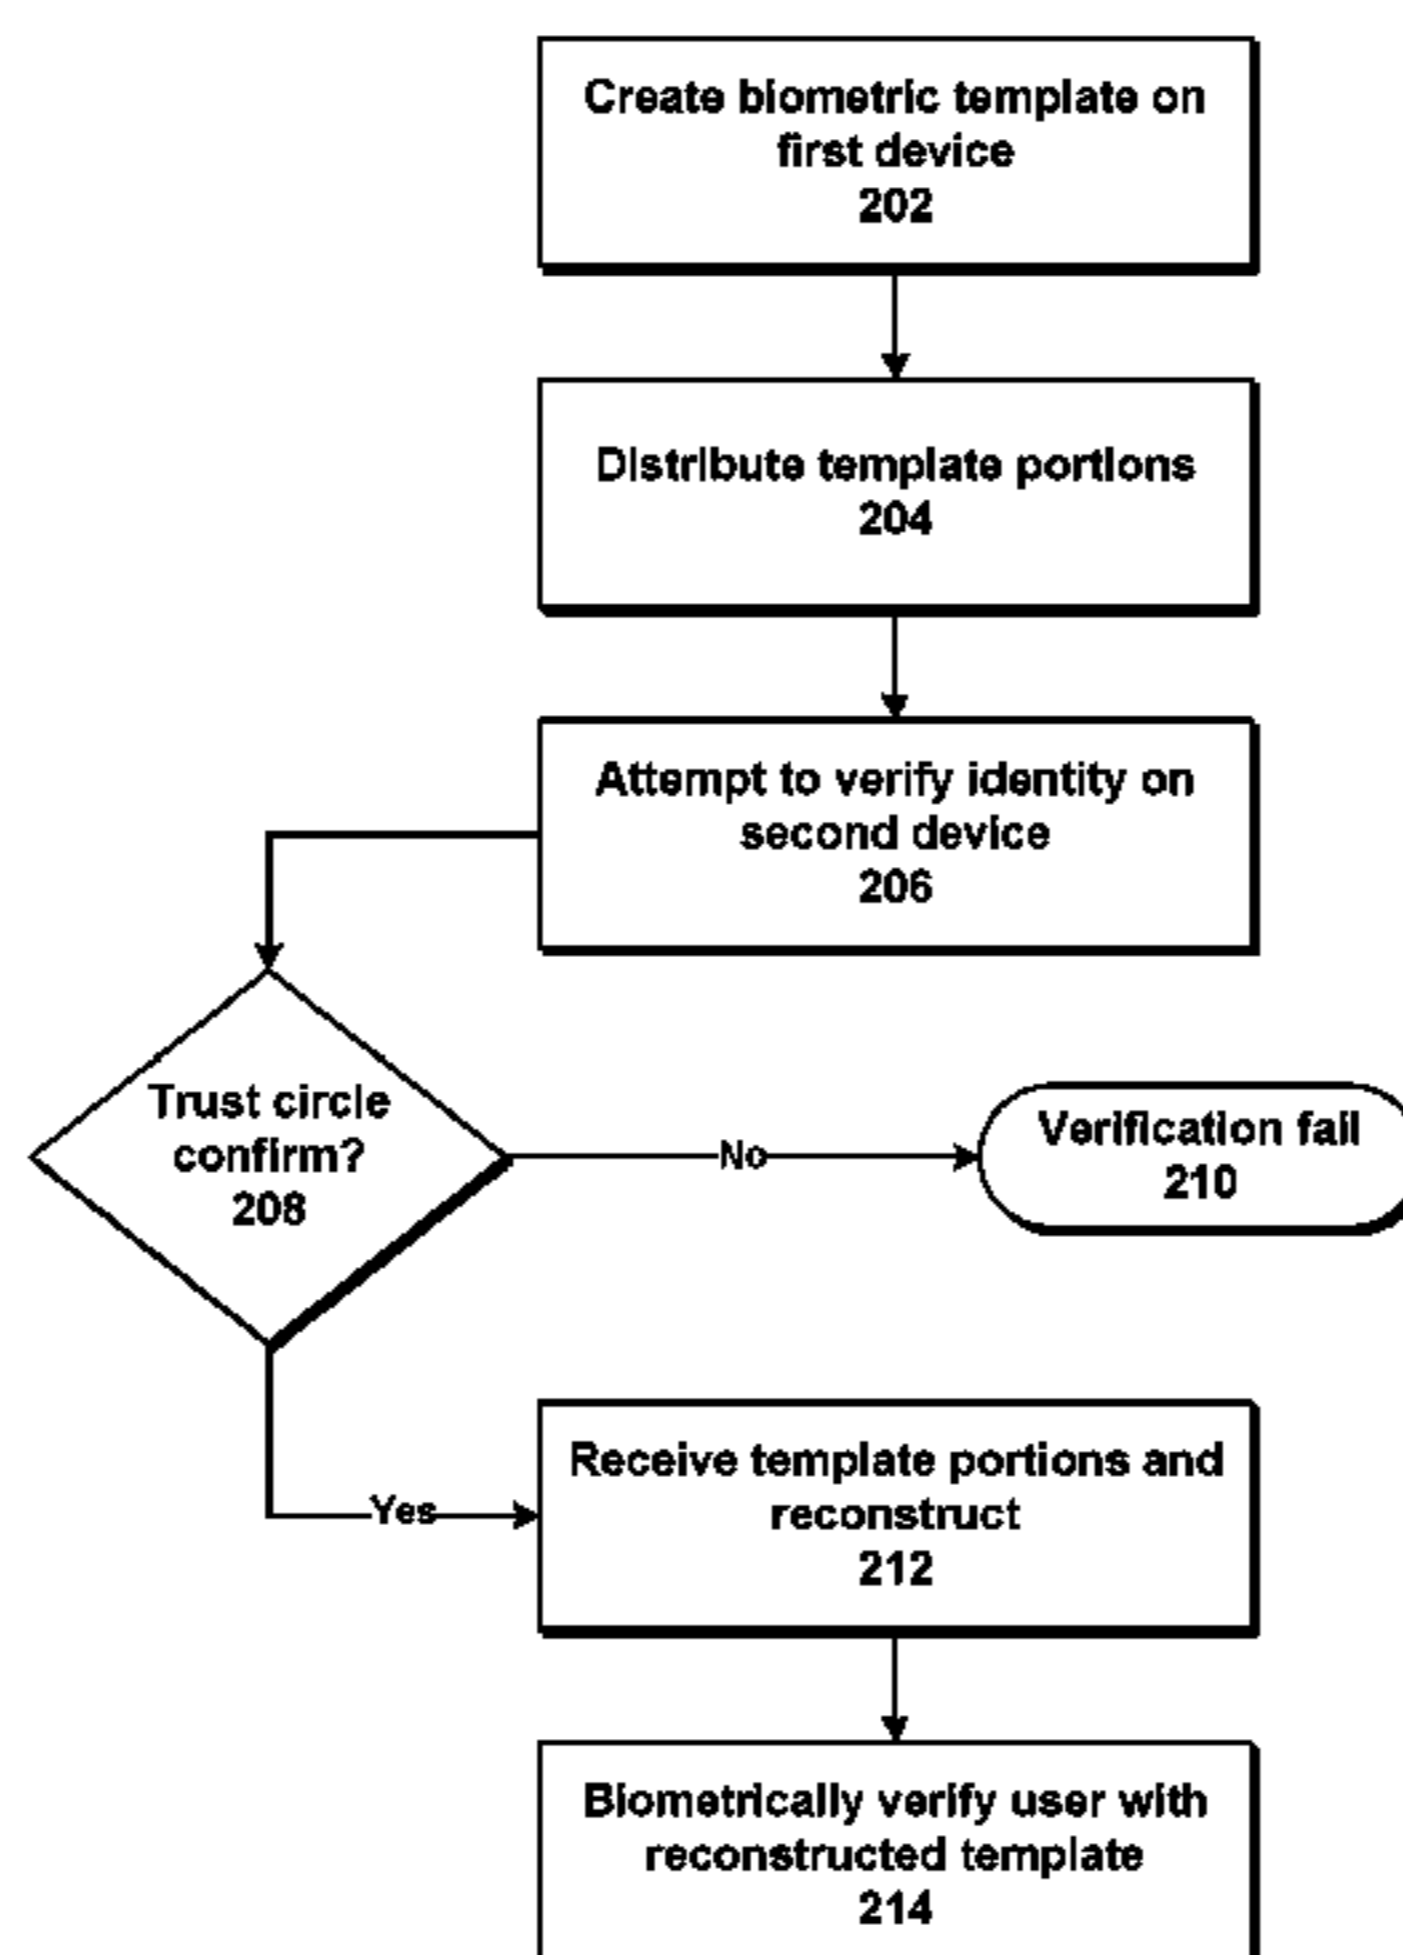 Create biometric template on
first device
202
Distribute template portions
204
Attempt to verify identity on
second device
206
Trust circle
confirm?
208
No
Verification fail
210
Yes
Receive template portions and
reconstruct
212
Biometrically verify user with
reconstructed template
214